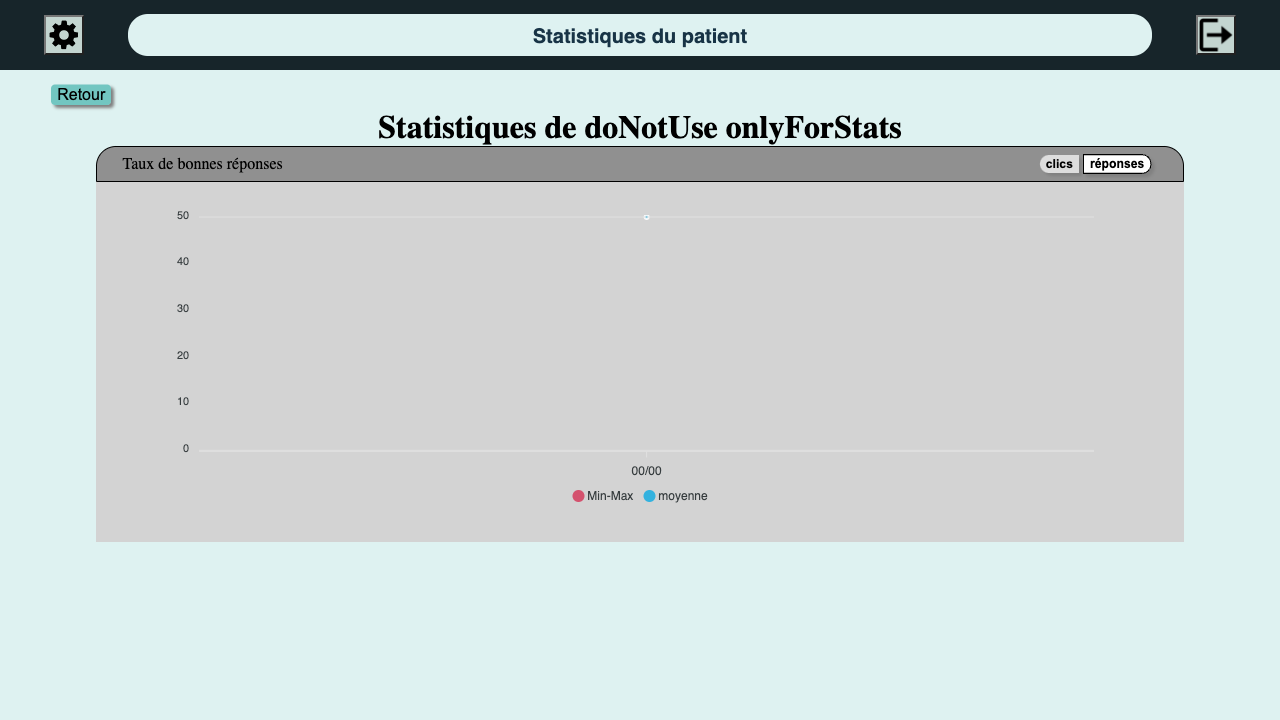 Statistiques du patient
Retour
Statistiques de doNotUse onlyForStats
Taux de bonnes réponses
clics
réponses
50
40
30
20
10
0
00/00
Min-Max
moyenne